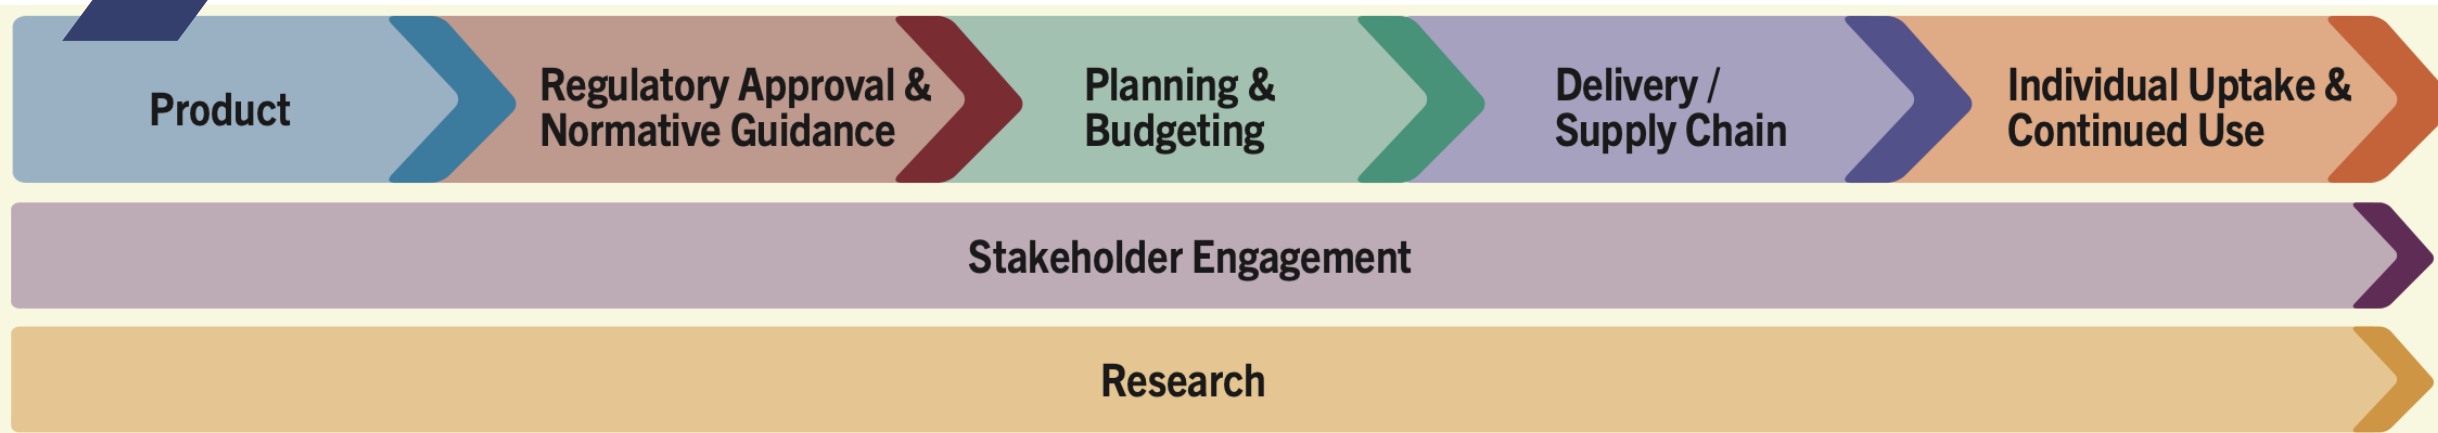 Product
Regulatory Approval &
Normative Guidance
Planning &
Budgeting
Delivery /
Supply Chain
Individual Uptake &
Continued Use
Stakeholder Engagement
Research